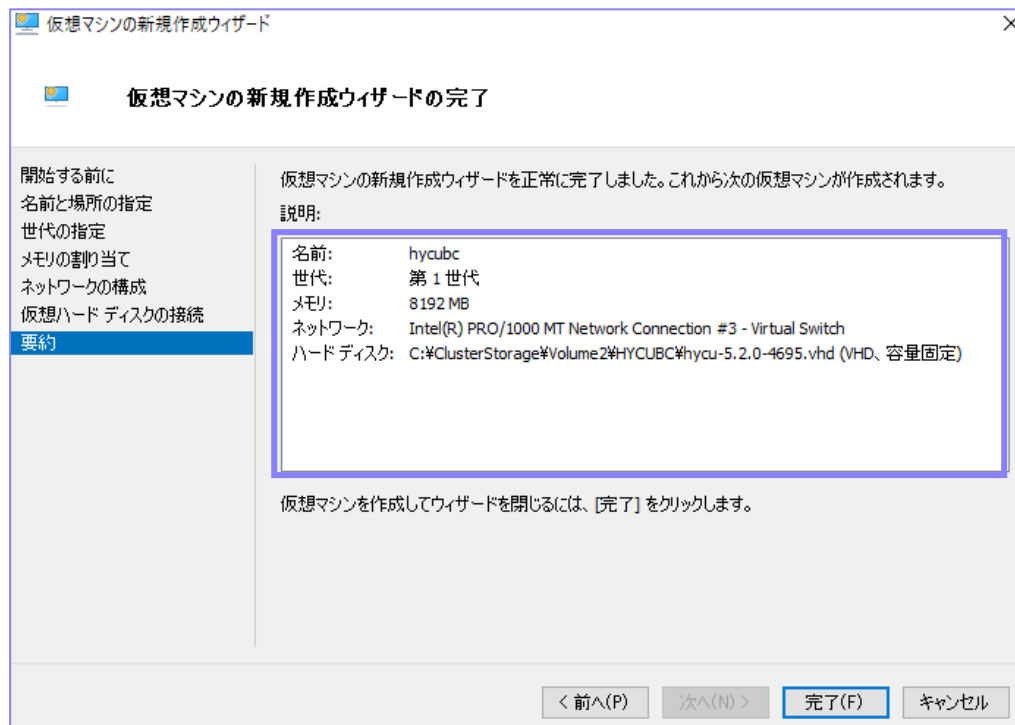 仮想マシンの新規作成ウィザード
仮想マシンの新規作成ウィザードの完了
開始する前に
名前と場所の指定
世代の指定
メモリの割り当て
ネットワークの構成
仮想ハード ディスクの接続
要約
仮想マシンの新規作成ウィザードを正常に完了しました。これから次の仮想マシンが作成されます。
説明:
名前: hycubc
世代: 第 1 世代
メモリ: 8192 MB
ネットワーク: Intel(R) PRO/1000 MT Network Connection #3 - Virtual Switch
ハード ディスク: C:¥ClusterStorage¥Volume2¥HYCUBC¥hycu-5.2.0-4695.vhd (VHD、容量固定)
仮想マシンを作成してウィザードを閉じるには、[完了] をクリックします。
< 前へ(P) 次へ(N) > 完了(F) キャンセル